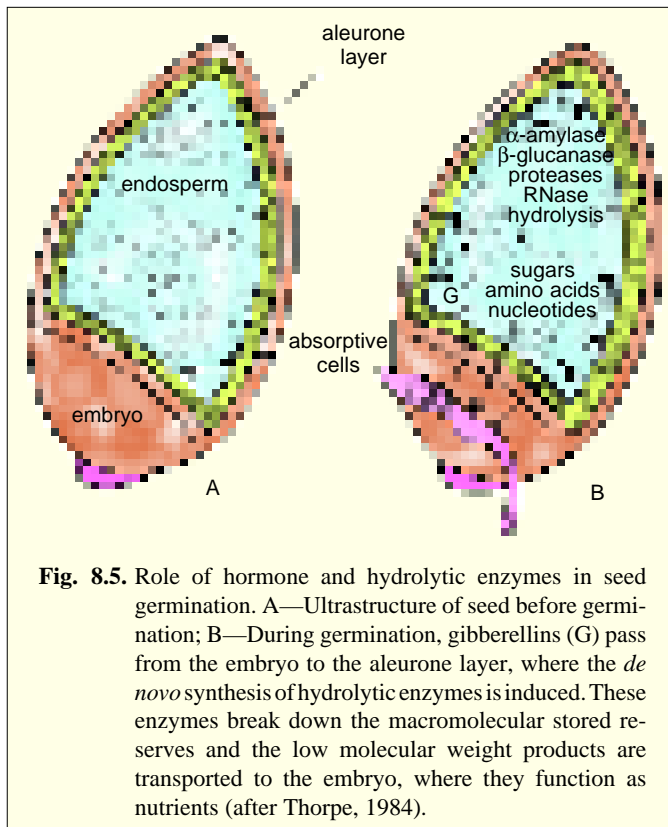 aleurone
layer
endosperm
absorptive
cells
embryo
A
α-amylase
β-glucanase
proteases
RNase
hydrolysis
sugars
G
amino acids
nucleotides
B
Fig. 8.5. Role of hormone and hydrolytic enzymes in seed
germination. A—Ultrastructure of seed before germi-
nation; B—During germination, gibberellins (G) pass
from the embryo to the aleurone layer, where the de
novo synthesis of hydrolytic enzymes is induced. These
enzymes break down the macromolecular stored re-
serves and the low molecular weight products are
transported to the embryo, where they function as
nutrients (after Thorpe, 1984).